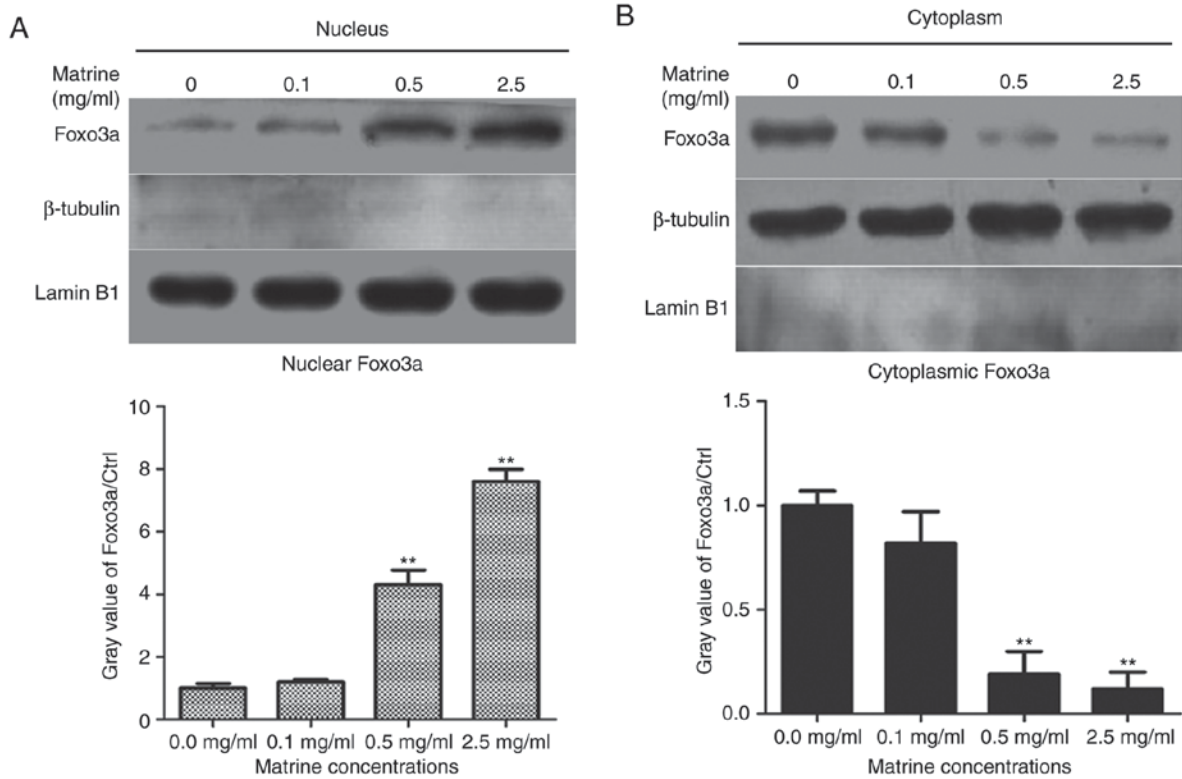 A
Nucleus
Matrine
(mg/ml)
0 0.1 0.5 2.5
Foxo3a
β-tubulin
Lamin B1
Nuclear Foxo3a
Gray value of Foxo3a/Ctrl
10
8
6
4
2
0
**
**
0.0 mg/ml 0.1 mg/ml 0.5 mg/ml 2.5 mg/ml
Matrine concentrations
B
Cytoplasm
Matrine
(mg/ml)
0 0.1 0.5 2.5
Foxo3a
β-tubulin
Lamin B1
Cytoplasmic Foxo3a
Gray value of Foxo3a/Ctrl
1.5
1.0
0.5
0.0
**
**
0.0 mg/ml 0.1 mg/ml 0.5 mg/ml 2.5 mg/ml
Matrine concentrations